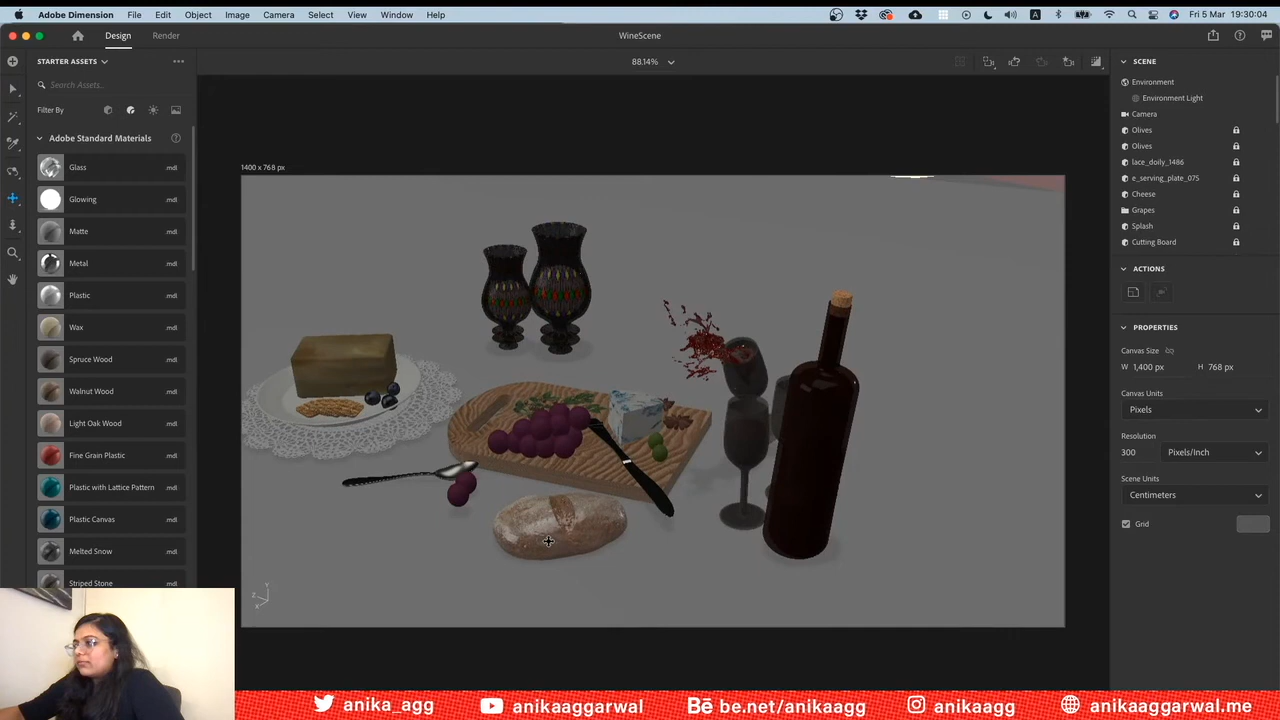 Adobe Dimension File Edit Object Image Camera Select View Window Help A Fri 5 Mar 19:30:04
Design Render WineScene
STARTER ASSETS 88.14% SCENE
Search Assets..
Filter By
Adobe Standard Materials
Glass .mdl
Glowing .mdl
Matte .mdl
Metal .mdl
Plastic .mdl
Wax .mdl
Spruce Wood .mdl
Walnut Wood .mdl
Light Oak Wood .mdl
Fine Grain Plastic .mdl
Plastic with Lattice Pattern .mdl
Plastic Canvas .mdl
Melted Snow .mdl
Striped Stone .mdl
1400 x 768 px
Z Y X
Environment
Environment Light
Camera
Olives
Olives
lace_doily_1486
e_serving_plate_075
Cheese
Grapes
Splash
Cutting Board
ACTIONS
PROPERTIES
Canvas Size
W 1,400 px H 768 px
Canvas Units
Pixels
Resolution
300 Pixels/Inch
Scene Units
Centimeters
Grid
anika_agg anikaaggarwal Bē be.net/anikaagg anikaagg anikaaggarwal.me